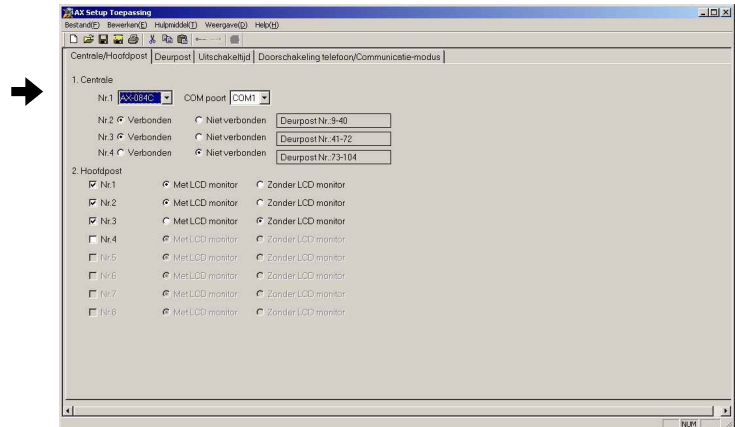 AX Setup Toepassing
Bestand(F) Bewerken(E) Hulpmiddel(T) Weergave(D) Help(H)
Centrale/Hoofdpost Deurpost Uitschakeltijd Doorschakeling telefoon/Communicatie-modus
1. Centrale
Nr.1 AX-084C COM poort COM1
Nr.2 Verbonden Niet verbonden Deurpost Nr.:9-40
Nr.3 Verbonden Niet verbonden Deurpost Nr.:41-72
Nr.4 Verbonden Niet verbonden Deurpost Nr.:73-104
2. Hoofdpost
Nr.1 Met LCD monitor Zonder LCD monitor
Nr.2 Met LCD monitor Zonder LCD monitor
Nr.3 Met LCD monitor Zonder LCD monitor
Nr.4 Met LCD monitor Zonder LCD monitor
Nr.5 Met LCD monitor Zonder LCD monitor
Nr.6 Met LCD monitor Zonder LCD monitor
Nr.7 Met LCD monitor Zonder LCD monitor
Nr.8 Met LCD monitor Zonder LCD monitor
NUM